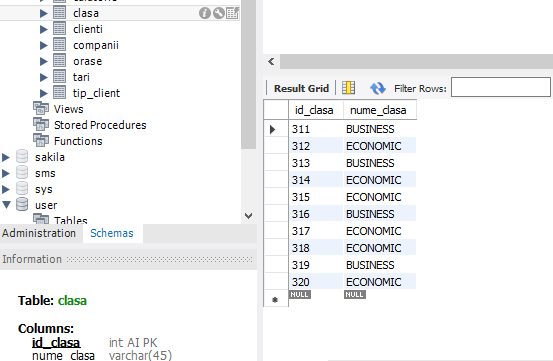 clasa
clienti
companii
orase
tari
tip_client
Views
Stored Procedures
Functions
sakila
sms
sys
user
Tables
Administration Schemas
Information
Table: clasa
Columns:
id_clasa int AI PK
nume_clasa varchar(45)
Result Grid Filter Rows:
id_clasa nume_clasa
311 BUSINESS
312 ECONOMIC
313 BUSINESS
314 ECONOMIC
315 ECONOMIC
316 BUSINESS
317 ECONOMIC
318 ECONOMIC
319 BUSINESS
320 ECONOMIC
NULL NULL